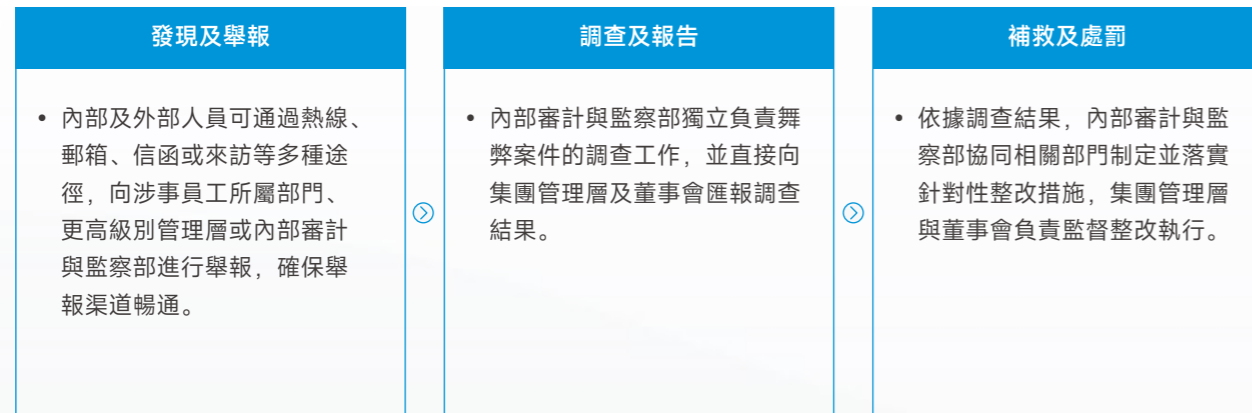 發現及舉報
• 內部及外部人員可通過熱線、
郵箱、信函或來訪等多種途
徑，向涉事員工所屬部門、
更高級別管理層或內部審計
與監察部進行舉報，確保舉
報渠道暢通。
調查及報告
• 內部審計與監察部獨立負責舞
弊案件的調查工作，並直接向
集團管理層及董事會匯報調查
結果。
補救及處罰
• 依據調查結果，內部審計與監
察部協同相關部門制定並落實
針對性整改措施，集團管理層
與董事會負責監督整改執行。